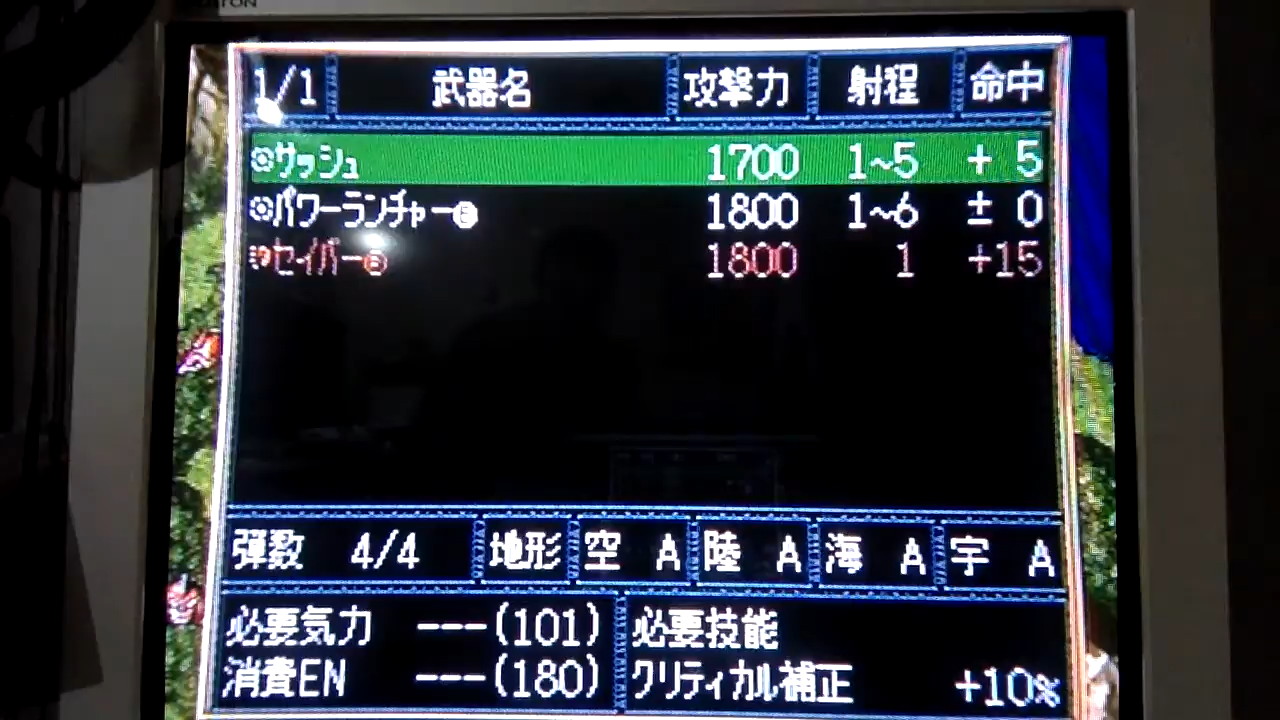 1/1 武器名 攻撃力 射程 命中
サッシュ 1700 1~5 + 5
パワーランチャーⒷ 1800 1~6 ± 0
セイバーⓅ 1800 1 +15
弾数 4/4 地形 空 A 陸 A 海 A 宇 A
必要気力 ---(101) 必要技能
消費EN ---(180) クリティカル補正 +10%